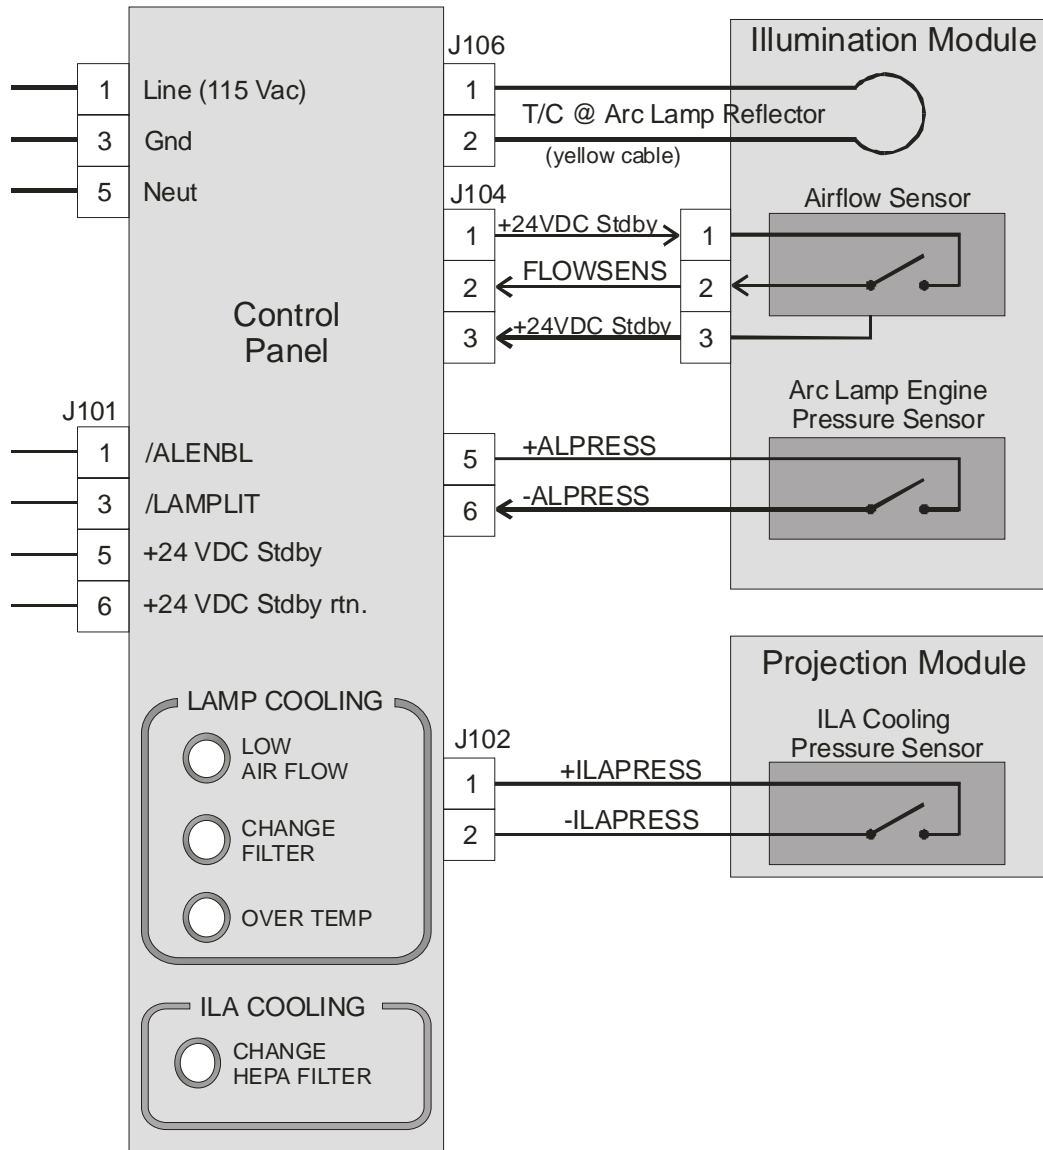 1
Line (115 Vac)
3
Gnd
5
Neut
Control
Panel
J101
1
/ALENBL
3
/LAMPLIT
5
+24 VDC Stdby
6
+24 VDC Stdby rtn.
LAMP COOLING
LOW
AIR FLOW
CHANGE
FILTER
OVER TEMP
ILA COOLING
CHANGE
HEPA FILTER
J106
1
2
T/C @ Arc Lamp Reflector
(yellow cable)
J104
1
+24VDC Stdby
1
2
FLOWSENS
2
3
+24VDC Stdby
3
5
+ALPRESS
6
-ALPRESS
Illumination Module
Airflow Sensor
Arc Lamp Engine
Pressure Sensor
J102
1
+ILAPRESS
2
-ILAPRESS
Projection Module
ILA Cooling
Pressure Sensor